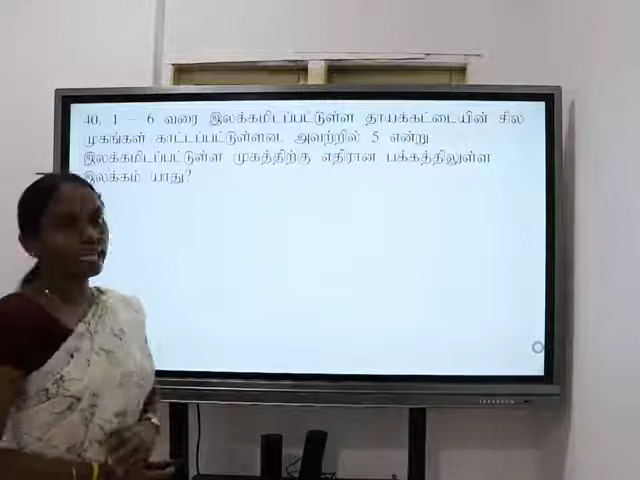 40. 1 – 6 வரை இலக்கமிடப்பட்டுள்ள தாயக்கட்டையின் சில
முகங்கள் காட்டப்பட்டுள்ளன. அவற்றில் 5 என்று
இலக்கமிடப்பட்டுள்ள முகத்திற்கு எதிரான பக்கத்திலுள்ள
இலக்கம் யாது?